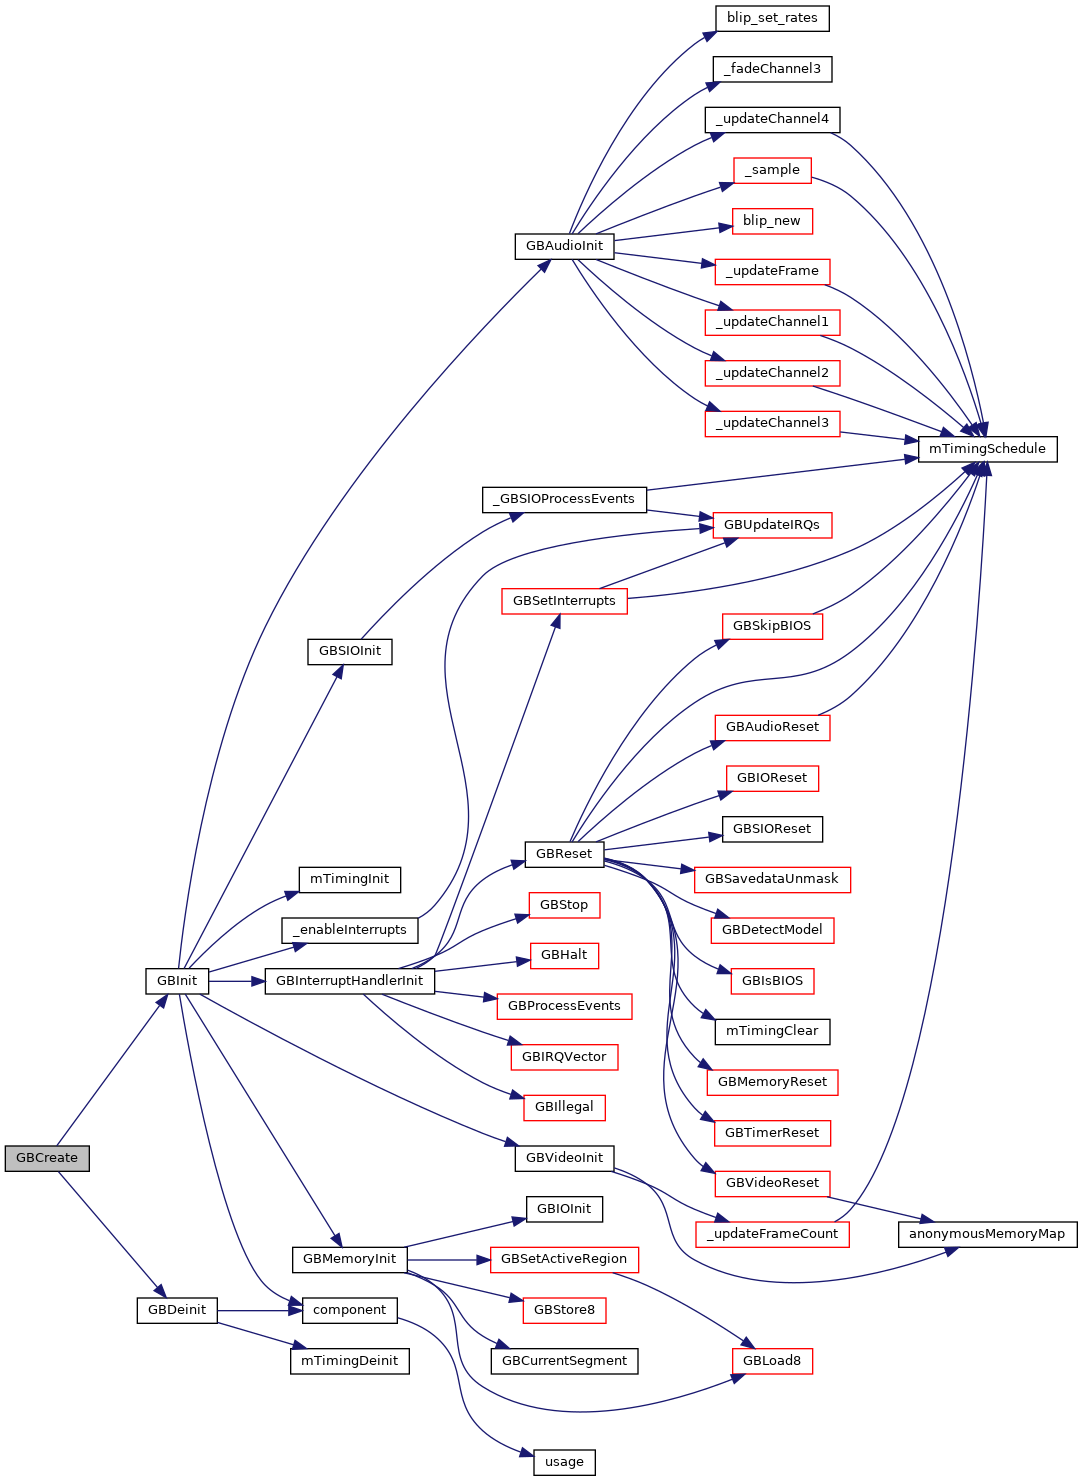 blip_set_rates
_fadeChannel3
_updateChannel4
_sample
blip_new
GBAudioInit
_updateFrame
_updateChannel1
_updateChannel2
_updateChannel3
mTimingSchedule
_GBSIOProcessEvents
GBUpdateIRQs
GBSetInterrupts
GBSkipBIOS
GBSIOInit
GBAudioReset
GBIOReset
GBSIOReset
GBReset
mTimingInit
GBSavedataUnmask
GBStop
_enableInterrupts
GBDetectModel
GBHalt
GBInit
GBInterruptHandlerInit
GBIsBIOS
GBProcessEvents
mTimingClear
GBIRQVector
GBMemoryReset
GBIllegal
GBTimerReset
GBCreate
GBVideoInit
GBVideoReset
GBIOInit
_updateFrameCount
anonymousMemoryMap
GBMemoryInit
GBSetActiveRegion
GBDeinit
component
GBStore8
mTimingDeinit
GBCurrentSegment
GBLoad8
usage